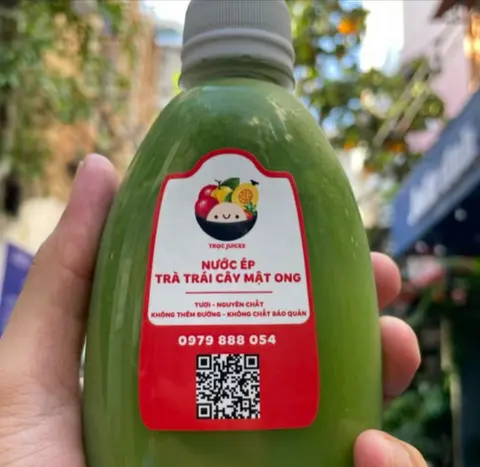 TRỌC JUICES
NƯỚC ÉP
TRÀ TRÁI CÂY MẬT ONG
TƯƠI - NGUYÊN CHẤT
KHÔNG THÊM ĐƯỜNG - KHÔNG CHẤT BẢO QUẢN
0979 888 054